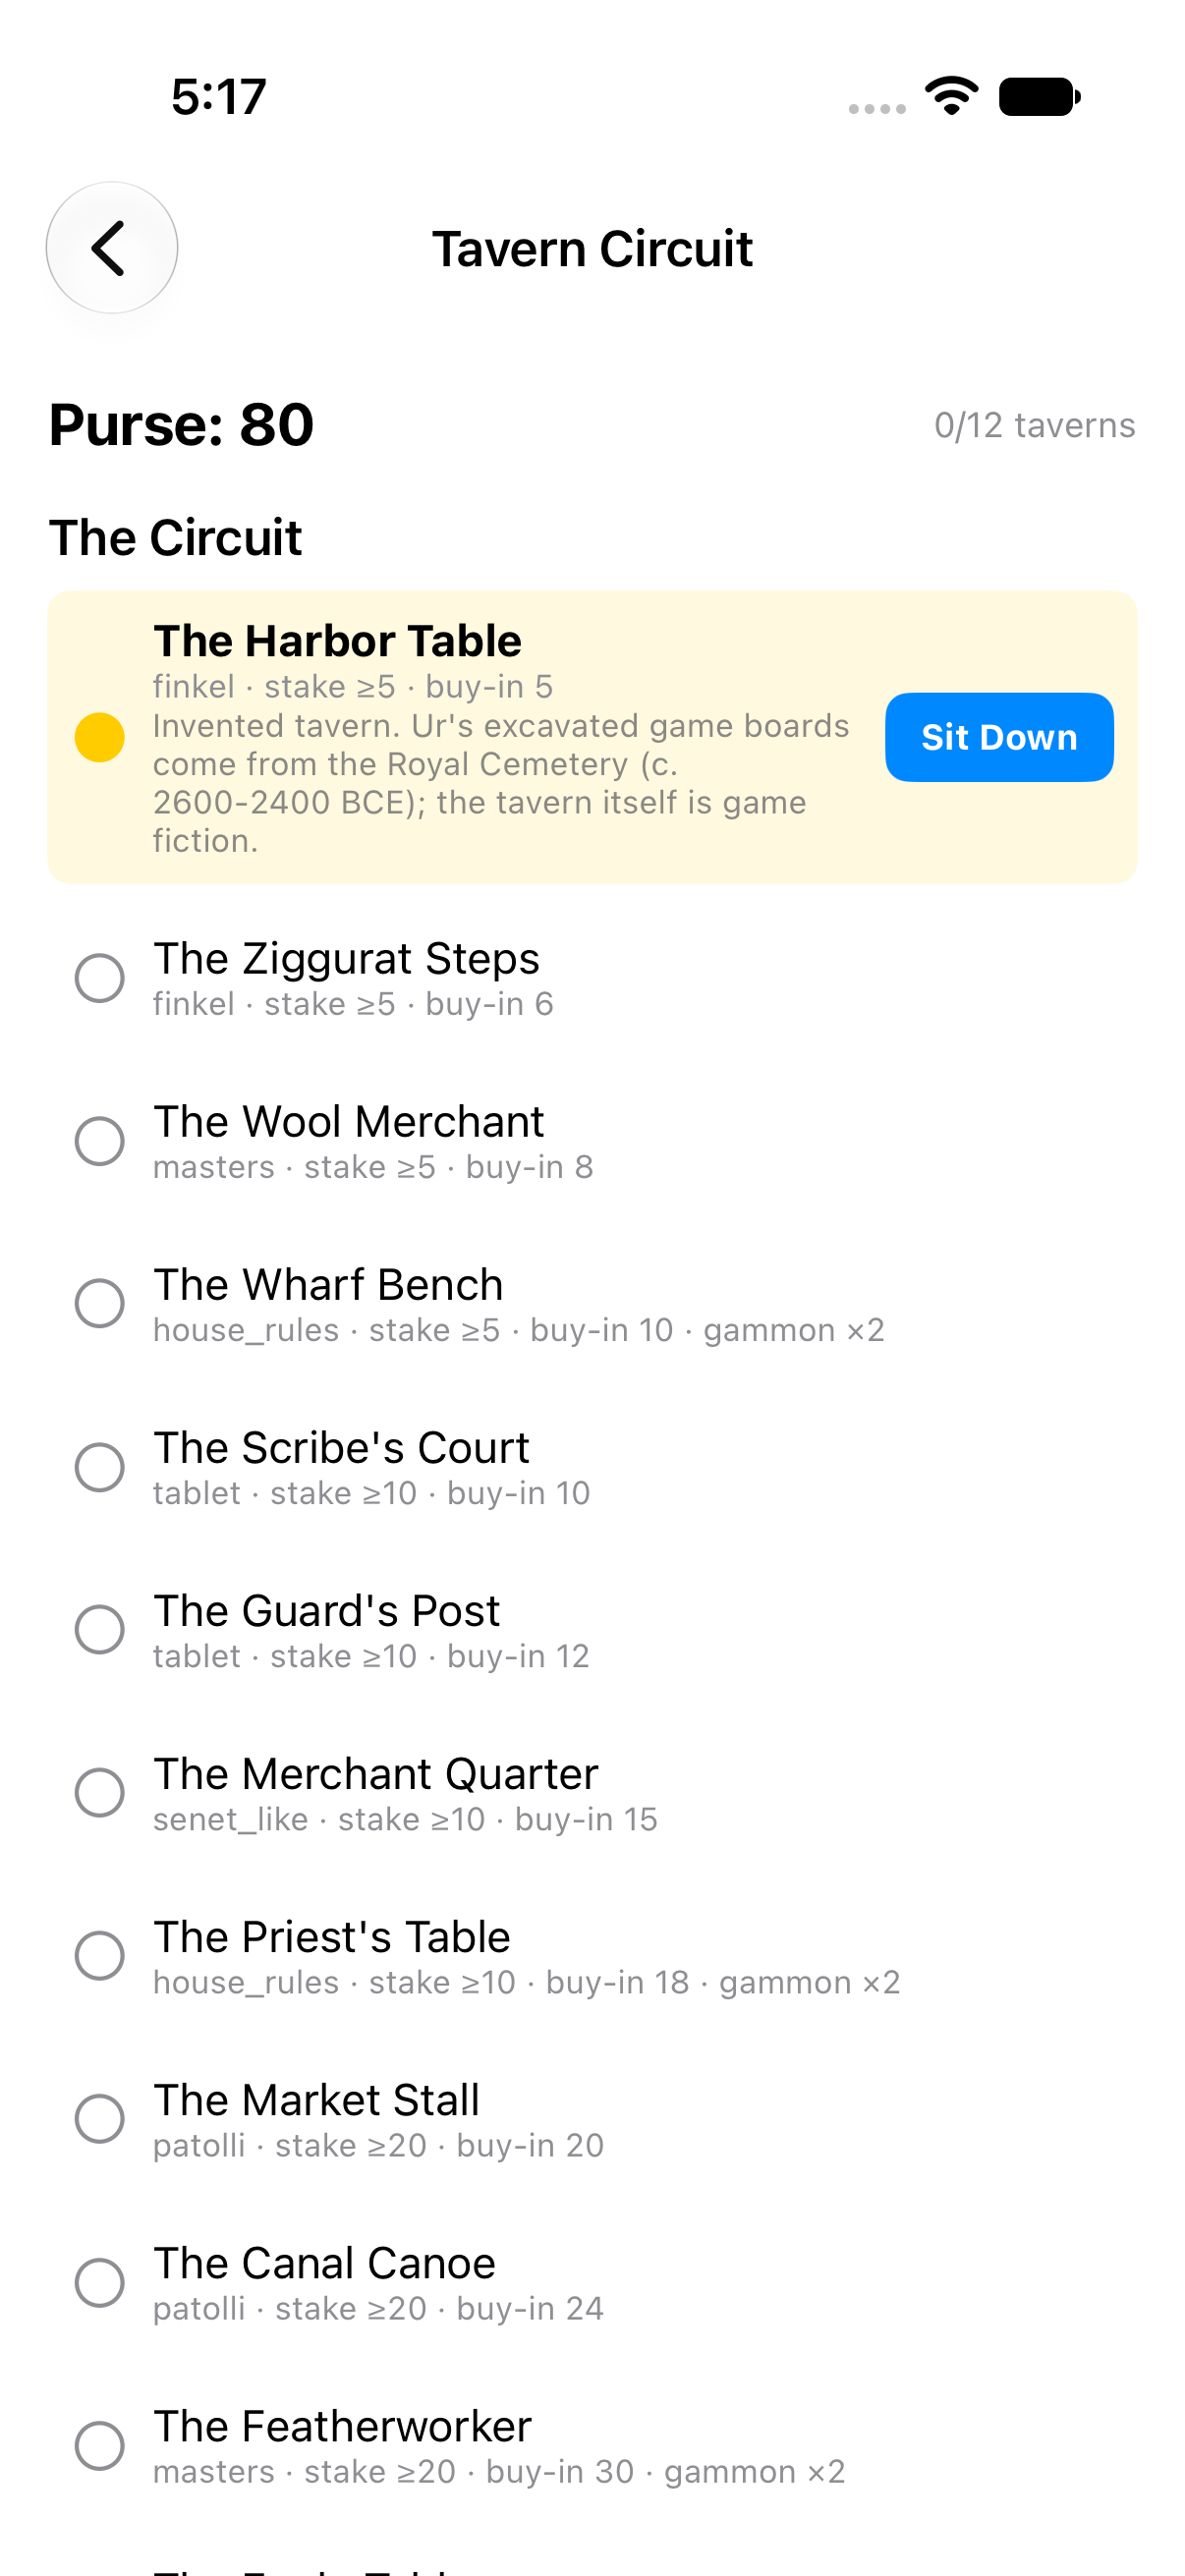 5:17
Tavern Circuit
Purse: 80
0/12 taverns
The Circuit
The Harbor Table
finkel · stake ≥5 · buy-in 5
Invented tavern. Ur's excavated game boards
come from the Royal Cemetery (c.
2600-2400 BCE); the tavern itself is game
fiction.
Sit Down
The Ziggurat Steps
finkel · stake ≥5 · buy-in 6
The Wool Merchant
masters · stake ≥5 · buy-in 8
The Wharf Bench
house_rules · stake ≥5 · buy-in 10 · gammon ×2
The Scribe's Court
tablet · stake ≥10 · buy-in 10
The Guard's Post
tablet · stake ≥10 · buy-in 12
The Merchant Quarter
senet_like · stake ≥10 · buy-in 15
The Priest's Table
house_rules · stake ≥10 · buy-in 18 · gammon ×2
The Market Stall
patolli · stake ≥20 · buy-in 20
The Canal Canoe
patolli · stake ≥20 · buy-in 24
The Featherworker
masters · stake ≥20 · buy-in 30 · gammon ×2